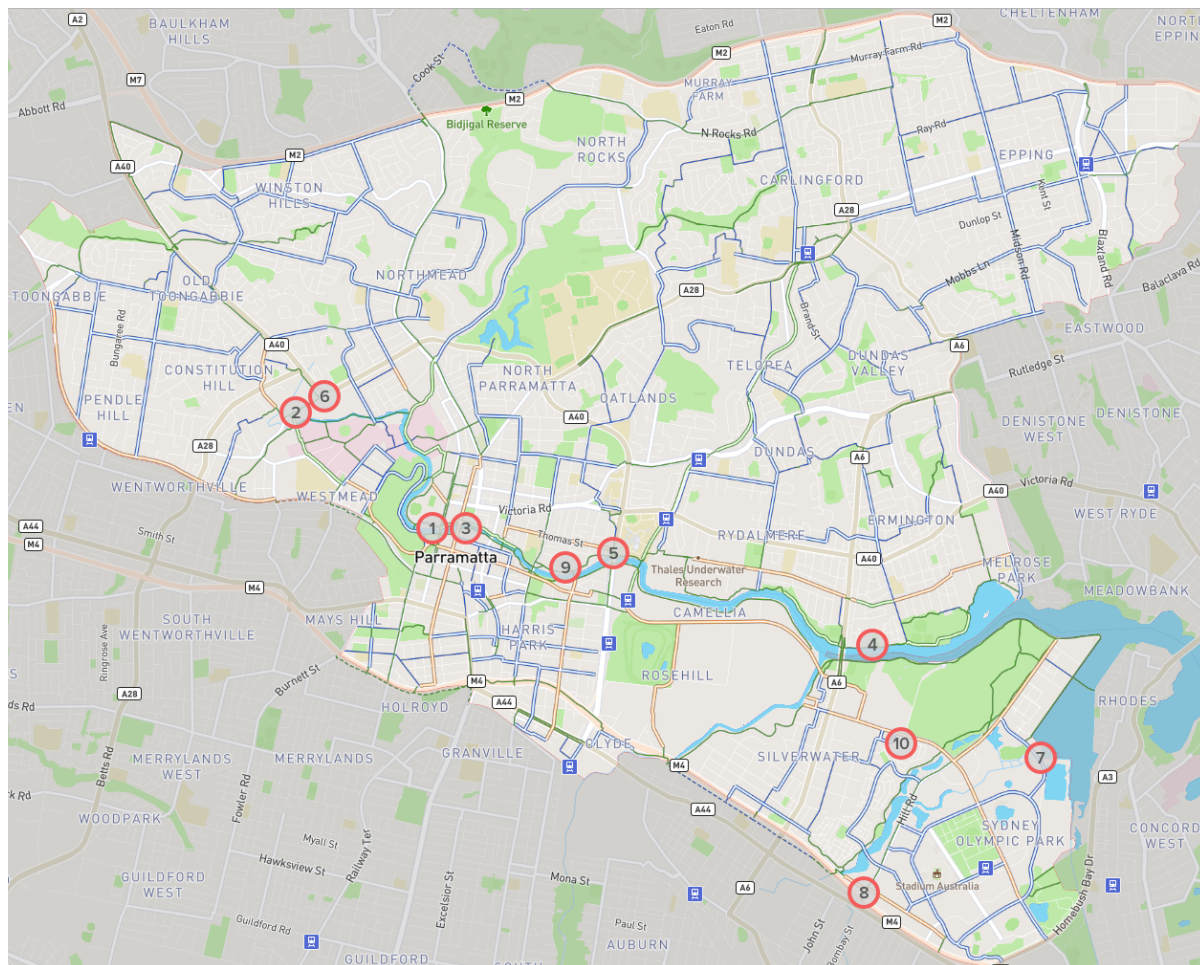 A2
BAULKHAM
HILLS
Eaton Rd
M2
CHELTENHAM
NORTH
EPPING
M7
Cook St
M2
Murray Farm Rd
MURRAY
FARM
Abbott Rd
M2
Bidjigal Reserve
N Rocks Rd
Ray Rd
NORTH
ROCKS
EPPING
A40
M2
WINSTON
HILLS
CARLINGFORD
Kent St
A28
Dunlop St
Midson Rd
Blaxland Rd
Mobbs Ln
Balaclava Rd
NORTHMEAD
OLD
TOONGABBIE
TOONGABBIE
A28
Bungaree Rd
Brand St
EASTWOOD
A40
A6
Rutledge St
CONSTITUTION
HILL
NORTH
PARRAMATTA
TELOPEA
DUNDAS
VALLEY
OATLANDS
PENDLE
HILL
EN
6
2
A40
DENISTONE
DENISTONE
WEST
A28
DUNDAS
A6
WENTWORTHVILLE
WESTMEAD
A40
Victoria Rd
WEST RYDE
Victoria Rd
ERMINGTON
A44
M4
Smith St
1
3
Thomas St
RYDALMERE
Parramatta
5
9
A40
MELROSE
PARK
Thales Underwater
Research
MEADOWBANK
M4
CAMELLIA
SOUTH
WENTWORTHVILLE
MAYS HILL
HARRIS
PARK
Ringrose Ave
4
ROSEHILL
S
Burnett St
M4
A6
A28
A44
HOLROYD
RHODES
ds Rd
CLYDE
10
GRANVILLE
SILVERWATER
7
MERRYLANDS
WEST
MERRYLANDS
Betts Rd
M4
A3
Fowler Rd
rk Rd
A44
Hill Rd
WOODPARK
SYDNEY
OLYMPIC PARK
CONCORD
WEST
Myall St
Railway Ter
Hawksview St
GUILDFORD
WEST
Mona St
A6
Stadium Australia
8
Excelsior St
Homebush Bay Dr
Guildford Rd
Paul St
John St
M4
Bombay St
AUBURN
GUILDFORD
SOUTH